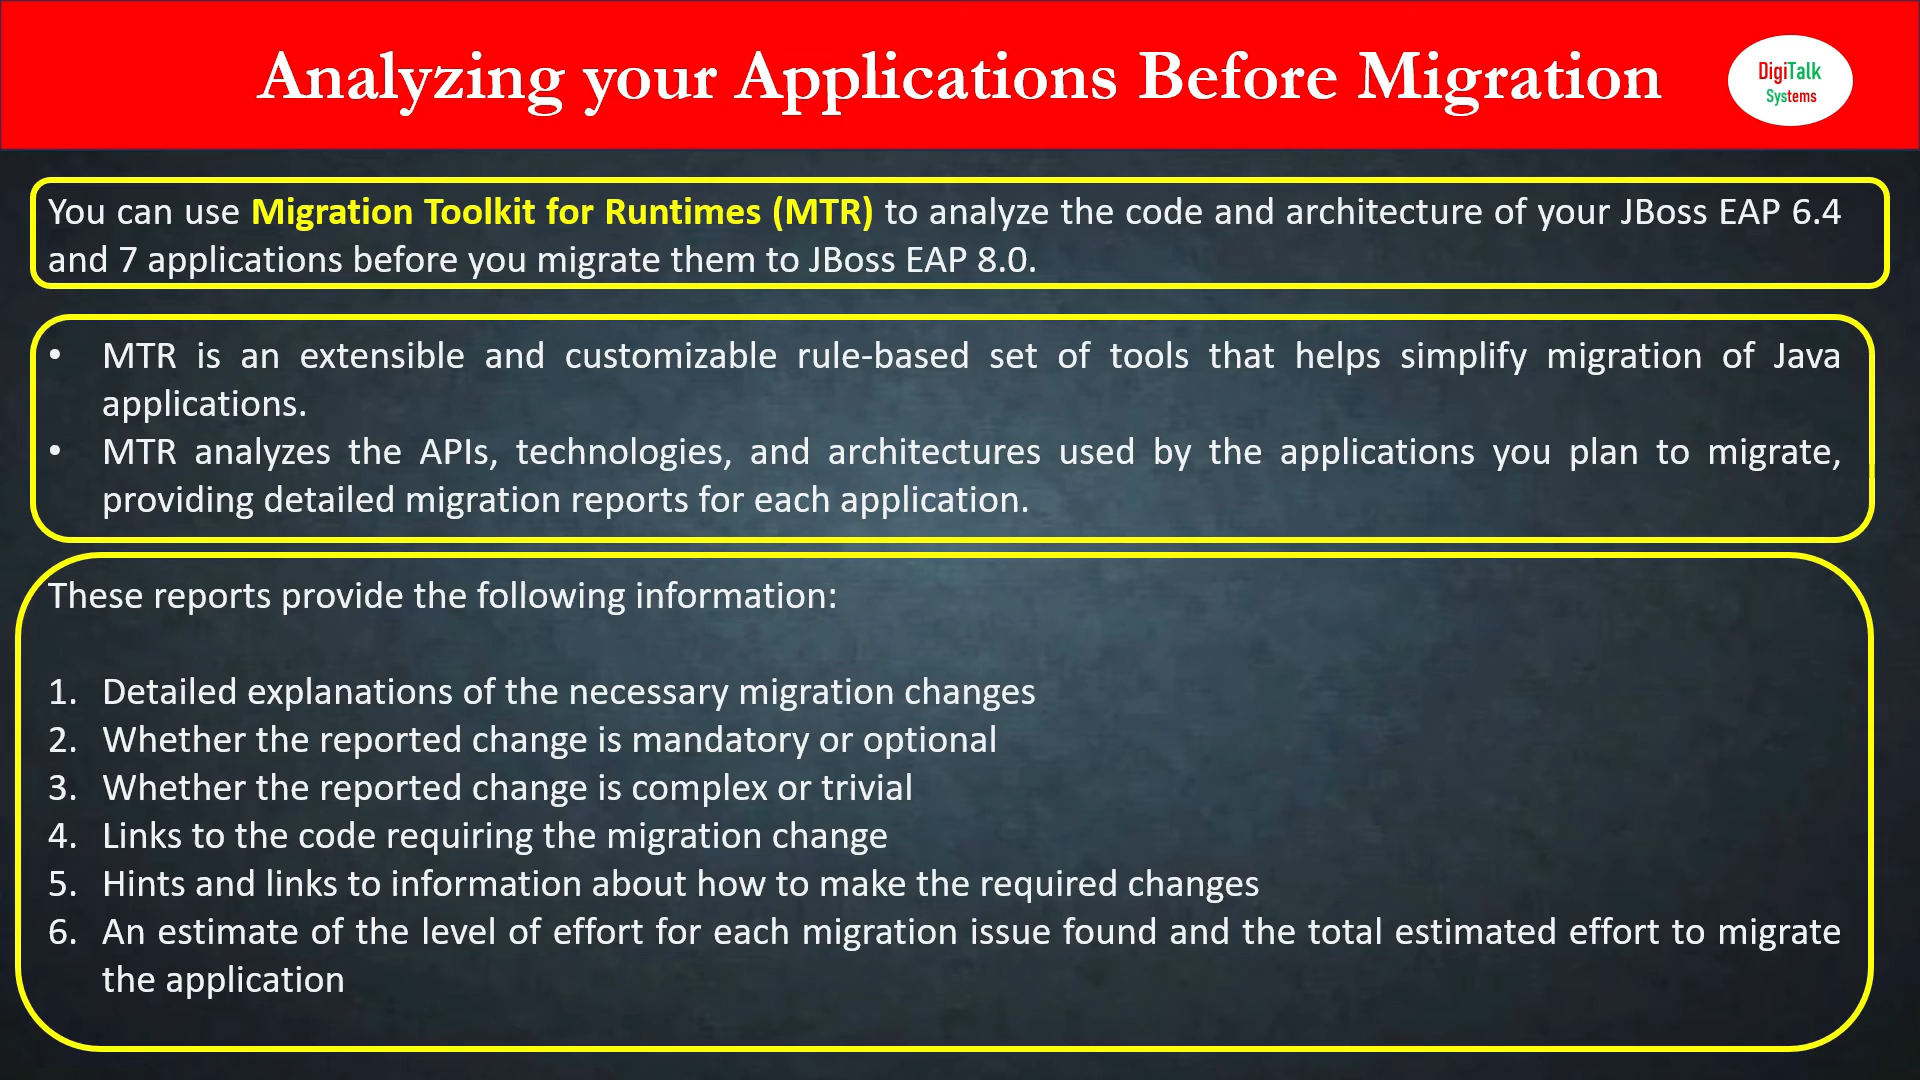 Analyzing your Applications Before Migration
DigiTalk
Systems
You can use Migration Toolkit for Runtimes (MTR) to analyze the code and architecture of your JBoss EAP 6.4
and 7 applications before you migrate them to JBoss EAP 8.0.
• MTR is an extensible and customizable rule-based set of tools that helps simplify migration of Java
applications.
• MTR analyzes the APIs, technologies, and architectures used by the applications you plan to migrate,
providing detailed migration reports for each application.
These reports provide the following information:
1. Detailed explanations of the necessary migration changes
2. Whether the reported change is mandatory or optional
3. Whether the reported change is complex or trivial
4. Links to the code requiring the migration change
5. Hints and links to information about how to make the required changes
6. An estimate of the level of effort for each migration issue found and the total estimated effort to migrate
the application